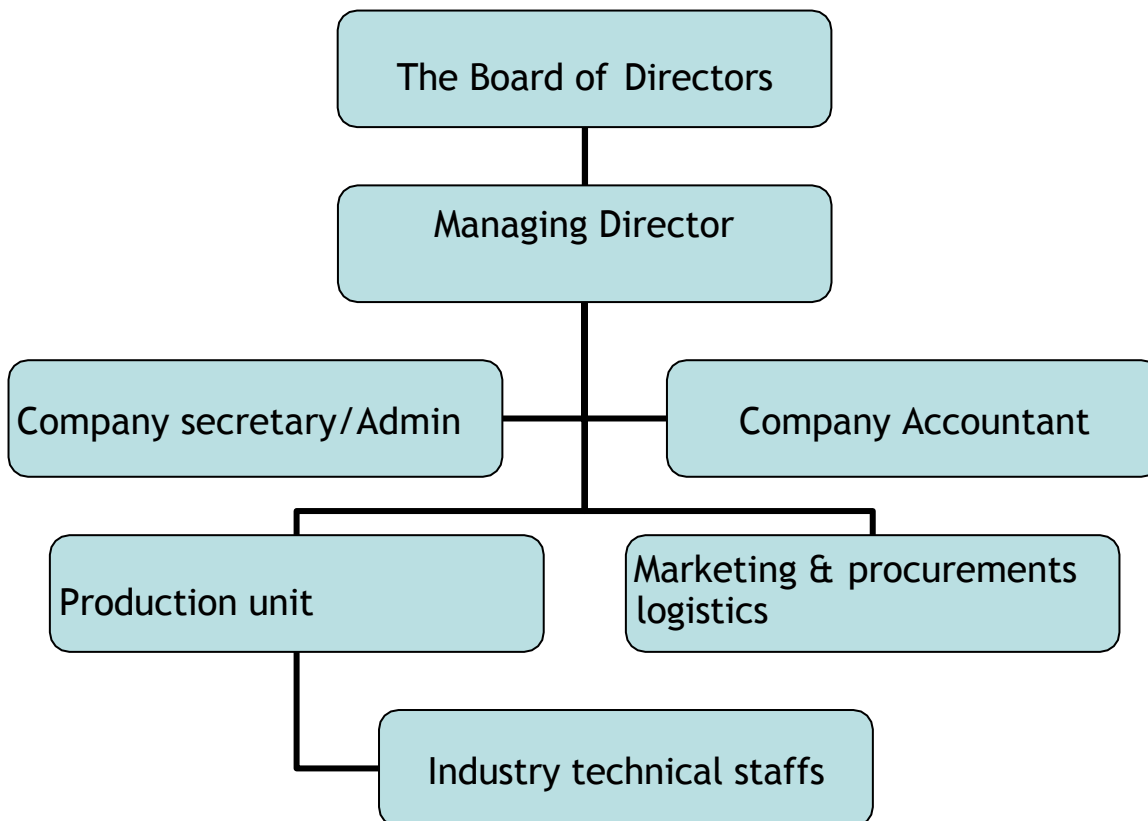 The Board of Directors
Managing Director
Company secretary/Admin
Company Accountant
Production unit
Marketing & procurements
logistics
Industry technical staffs